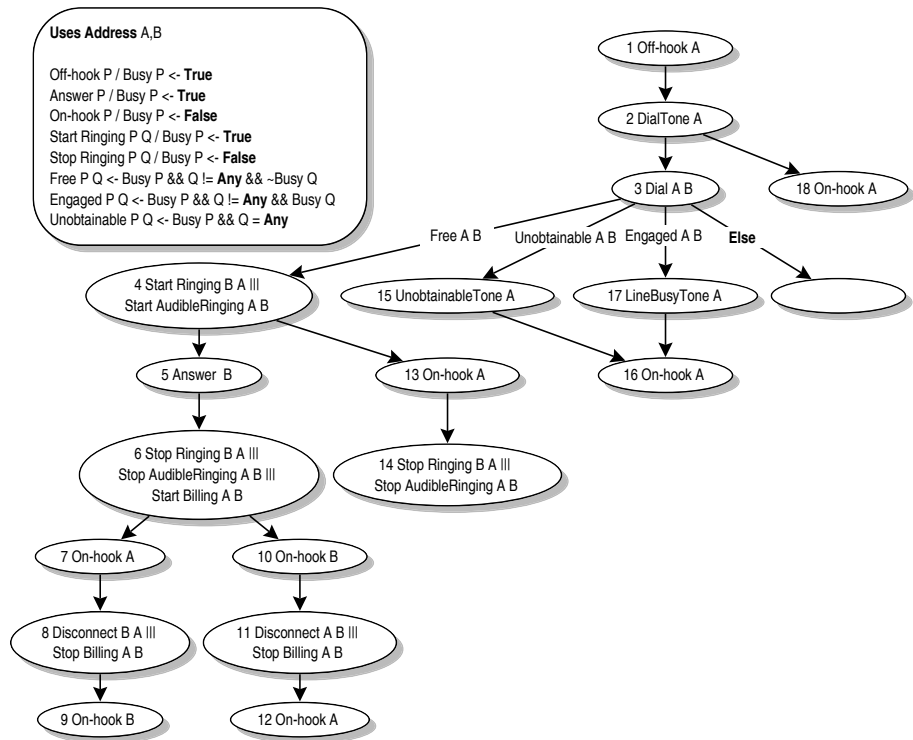 Uses Address A,B
Off-hook P / Busy P <- True
Answer P / Busy P <- True
On-hook P / Busy P <- False
Start Ringing P Q / Busy P <- True
Stop Ringing P Q / Busy P <- False
Free P Q <- Busy P && Q != Any && ~Busy Q
Engaged P Q <- Busy P && Q != Any && Busy Q
Unobtainable P Q <- Busy P && Q = Any
1 Off-hook A
2 DialTone A
3 Dial A B
18 On-hook A
Free A B
Unobtainable A B
Engaged A B
Else
4 Start Ringing B A |||
Start AudibleRinging A B
15 UnobtainableTone A
17 LineBusyTone A
5 Answer B
13 On-hook A
16 On-hook A
6 Stop Ringing B A |||
Stop AudibleRinging A B |||
Start Billing A B
14 Stop Ringing B A |||
Stop AudibleRinging A B
7 On-hook A
10 On-hook B
8 Disconnect B A |||
Stop Billing A B
11 Disconnect A B |||
Stop Billing A B
9 On-hook B
12 On-hook A